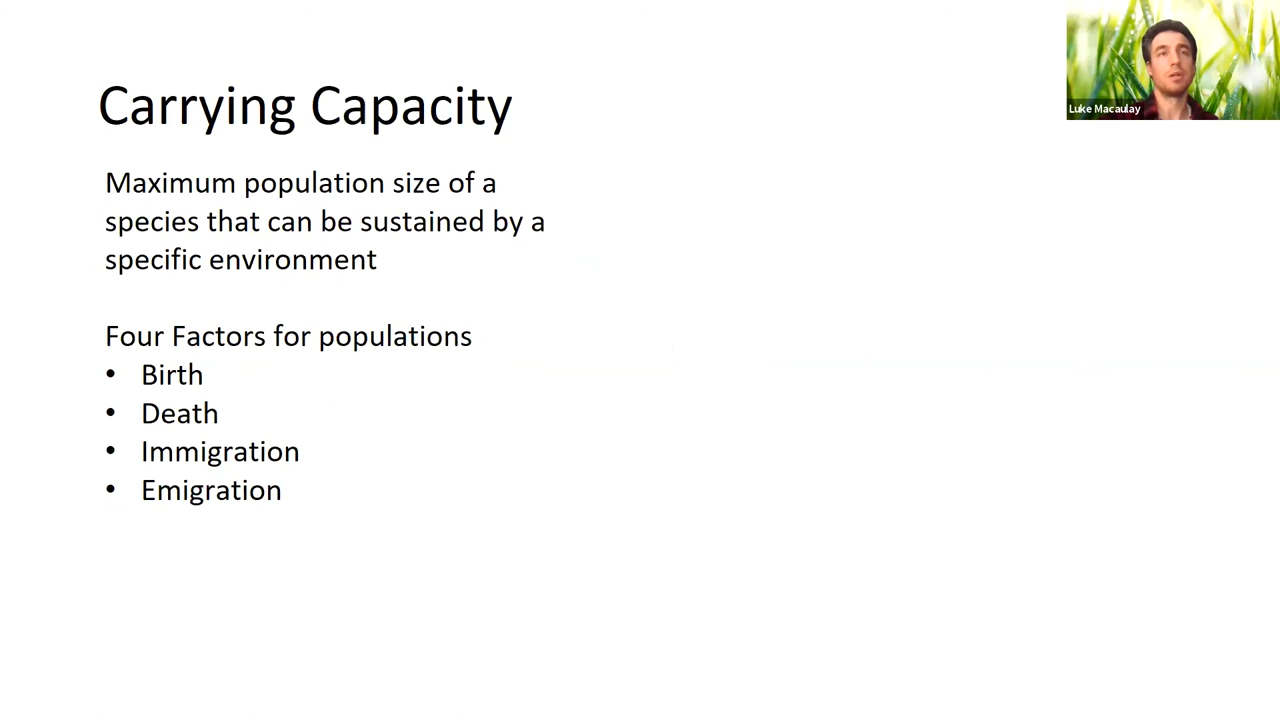 Carrying Capacity
Luke Macaulay
Maximum population size of a
species that can be sustained by a
specific environment
Four Factors for populations
• Birth
• Death
• Immigration
• Emigration